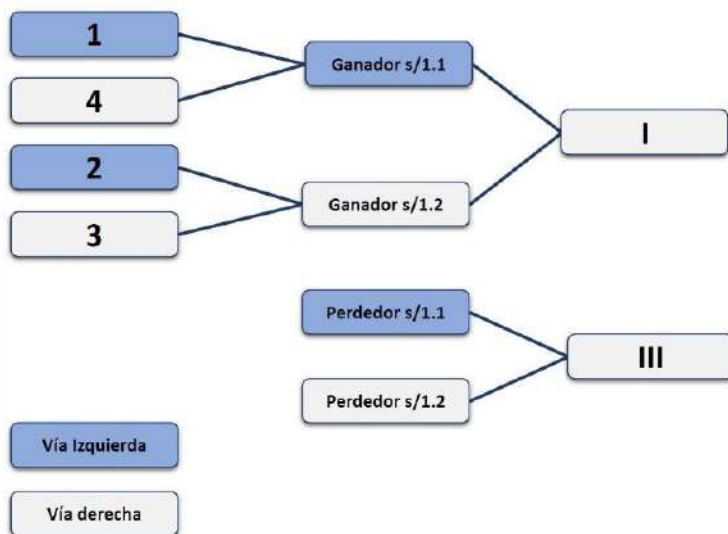 1
Ganador s/1.1
4
I
2
Ganador s/1.2
3
Perdedor s/1.1
III
Perdedor s/1.2
Vía Izquierda
Vía derecha